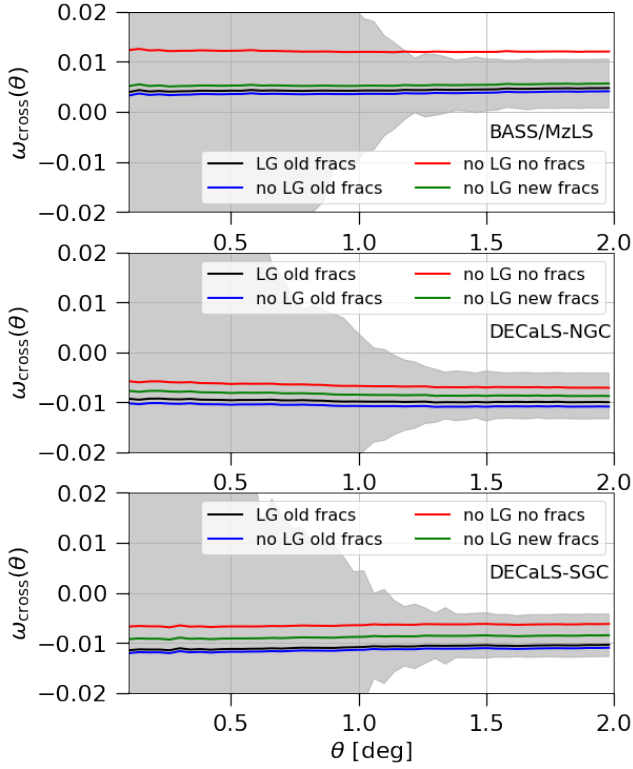 0.02
0.01
0.00
−0.01
−0.02
ω_cross(θ)
BASS/MzLS
LG old fracs no LG no fracs
no LG old fracs no LG new fracs
0.5 1.0 1.5 2.0
0.02
0.01
0.00
−0.01
−0.02
ω_cross(θ)
LG old fracs no LG no fracs
no LG old fracs no LG new fracs
DECaLS-NGC
0.5 1.0 1.5 2.0
0.02
0.01
0.00
−0.01
−0.02
ω_cross(θ)
LG old fracs no LG no fracs
no LG old fracs no LG new fracs
DECaLS-SGC
0.5 1.0 1.5 2.0
θ [deg]